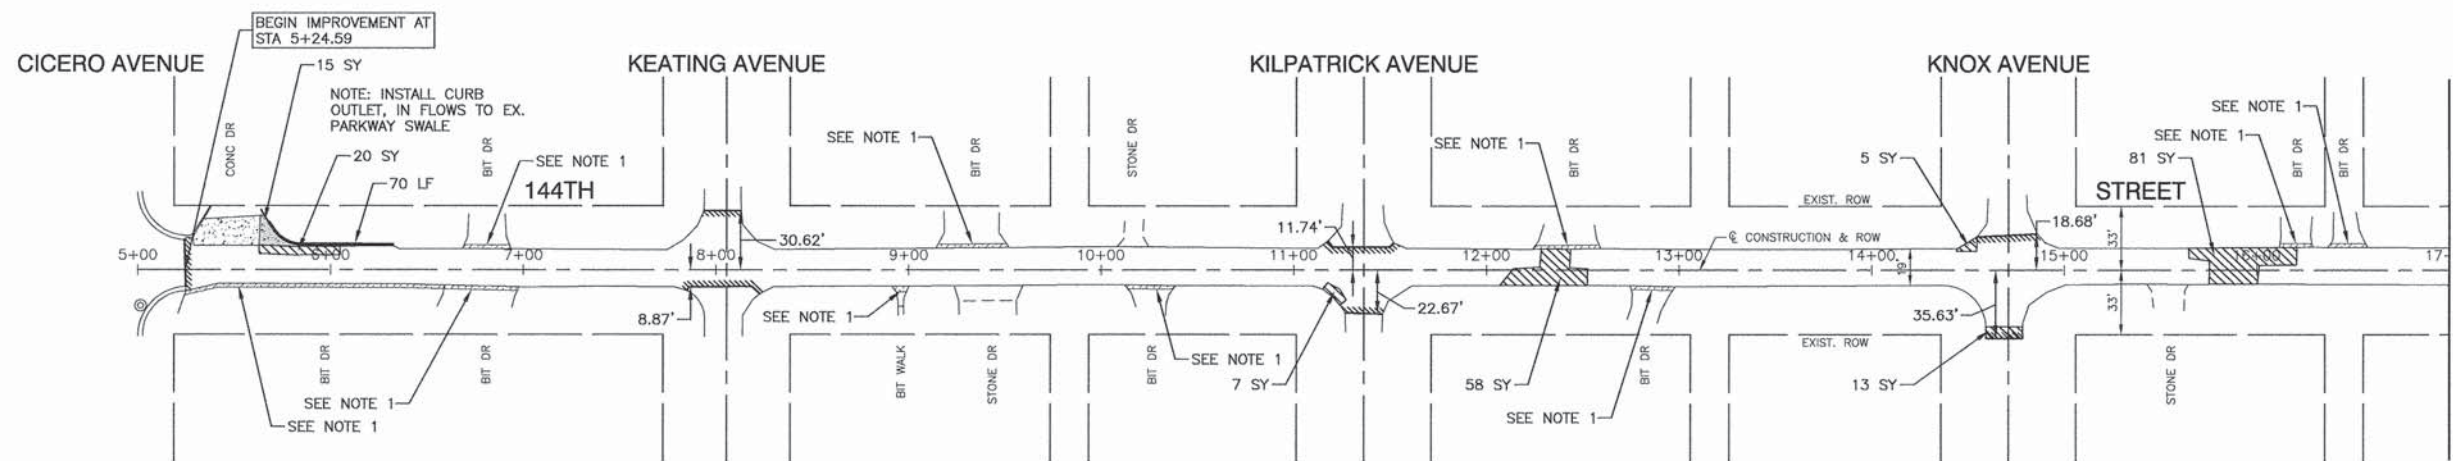 BEGIN IMPROVEMENT AT
STA 5+24.59
CICERO AVENUE
KEATING AVENUE
KILPATRICK AVENUE
KNOX AVENUE
15 SY
NOTE: INSTALL CURB
OUTLET, IN FLOWS TO EX.
PARKWAY SWALE
CONC DR
BIT DR
20 SY
70 LF
SEE NOTE 1
144TH
SEE NOTE 1
BIT DR
STONE DR
SEE NOTE 1
BIT DR
5 SY
SEE NOTE 1
SEE NOTE 1
81 SY
BIT DR
BIT DR
STREET
EXIST. ROW
30.62'
11.74'
18.68'
33'
℄ CONSTRUCTION & ROW
5+00
6+00
7+00
8+00
9+00
10+00
11+00
12+00
13+00
14+00
15+00
16+00
17
19'
33'
8.87'
SEE NOTE 1
22.67'
35.63'
EXIST. ROW
BIT DR
BIT DR
BIT WALK
STONE DR
BIT DR
SEE NOTE 1
7 SY
58 SY
BIT DR
13 SY
STONE DR
SEE NOTE 1
SEE NOTE 1
SEE NOTE 1